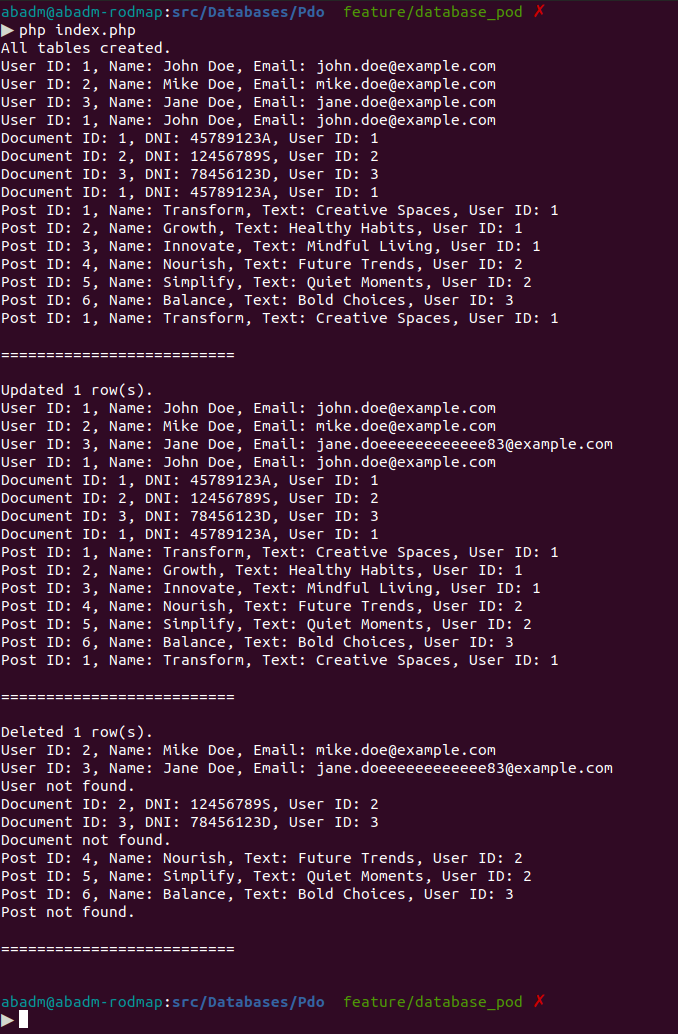 abadm@abadm-rodmap:src/Databases/Pdo  feature/database_pod ✗
▶ php index.php
All tables created.
User ID: 1, Name: John Doe, Email: john.doe@example.com
User ID: 2, Name: Mike Doe, Email: mike.doe@example.com
User ID: 3, Name: Jane Doe, Email: jane.doe@example.com
User ID: 1, Name: John Doe, Email: john.doe@example.com
Document ID: 1, DNI: 45789123A, User ID: 1
Document ID: 2, DNI: 12456789S, User ID: 2
Document ID: 3, DNI: 78456123D, User ID: 3
Document ID: 1, DNI: 45789123A, User ID: 1
Post ID: 1, Name: Transform, Text: Creative Spaces, User ID: 1
Post ID: 2, Name: Growth, Text: Healthy Habits, User ID: 1
Post ID: 3, Name: Innovate, Text: Mindful Living, User ID: 1
Post ID: 4, Name: Nourish, Text: Future Trends, User ID: 2
Post ID: 5, Name: Simplify, Text: Quiet Moments, User ID: 2
Post ID: 6, Name: Balance, Text: Bold Choices, User ID: 3
Post ID: 1, Name: Transform, Text: Creative Spaces, User ID: 1
==========================
Updated 1 row(s).
User ID: 1, Name: John Doe, Email: john.doe@example.com
User ID: 2, Name: Mike Doe, Email: mike.doe@example.com
User ID: 3, Name: Jane Doe, Email: jane.doeeeeeeeeeeeee83@example.com
User ID: 1, Name: John Doe, Email: john.doe@example.com
Document ID: 1, DNI: 45789123A, User ID: 1
Document ID: 2, DNI: 12456789S, User ID: 2
Document ID: 3, DNI: 78456123D, User ID: 3
Document ID: 1, DNI: 45789123A, User ID: 1
Post ID: 1, Name: Transform, Text: Creative Spaces, User ID: 1
Post ID: 2, Name: Growth, Text: Healthy Habits, User ID: 1
Post ID: 3, Name: Innovate, Text: Mindful Living, User ID: 1
Post ID: 4, Name: Nourish, Text: Future Trends, User ID: 2
Post ID: 5, Name: Simplify, Text: Quiet Moments, User ID: 2
Post ID: 6, Name: Balance, Text: Bold Choices, User ID: 3
Post ID: 1, Name: Transform, Text: Creative Spaces, User ID: 1
==========================
Deleted 1 row(s).
User ID: 2, Name: Mike Doe, Email: mike.doe@example.com
User ID: 3, Name: Jane Doe, Email: jane.doeeeeeeeeeeeee83@example.com
User not found.
Document ID: 2, DNI: 12456789S, User ID: 2
Document ID: 3, DNI: 78456123D, User ID: 3
Document not found.
Post ID: 4, Name: Nourish, Text: Future Trends, User ID: 2
Post ID: 5, Name: Simplify, Text: Quiet Moments, User ID: 2
Post ID: 6, Name: Balance, Text: Bold Choices, User ID: 3
Post not found.
==========================
abadm@abadm-rodmap:src/Databases/Pdo  feature/database_pod ✗
▶